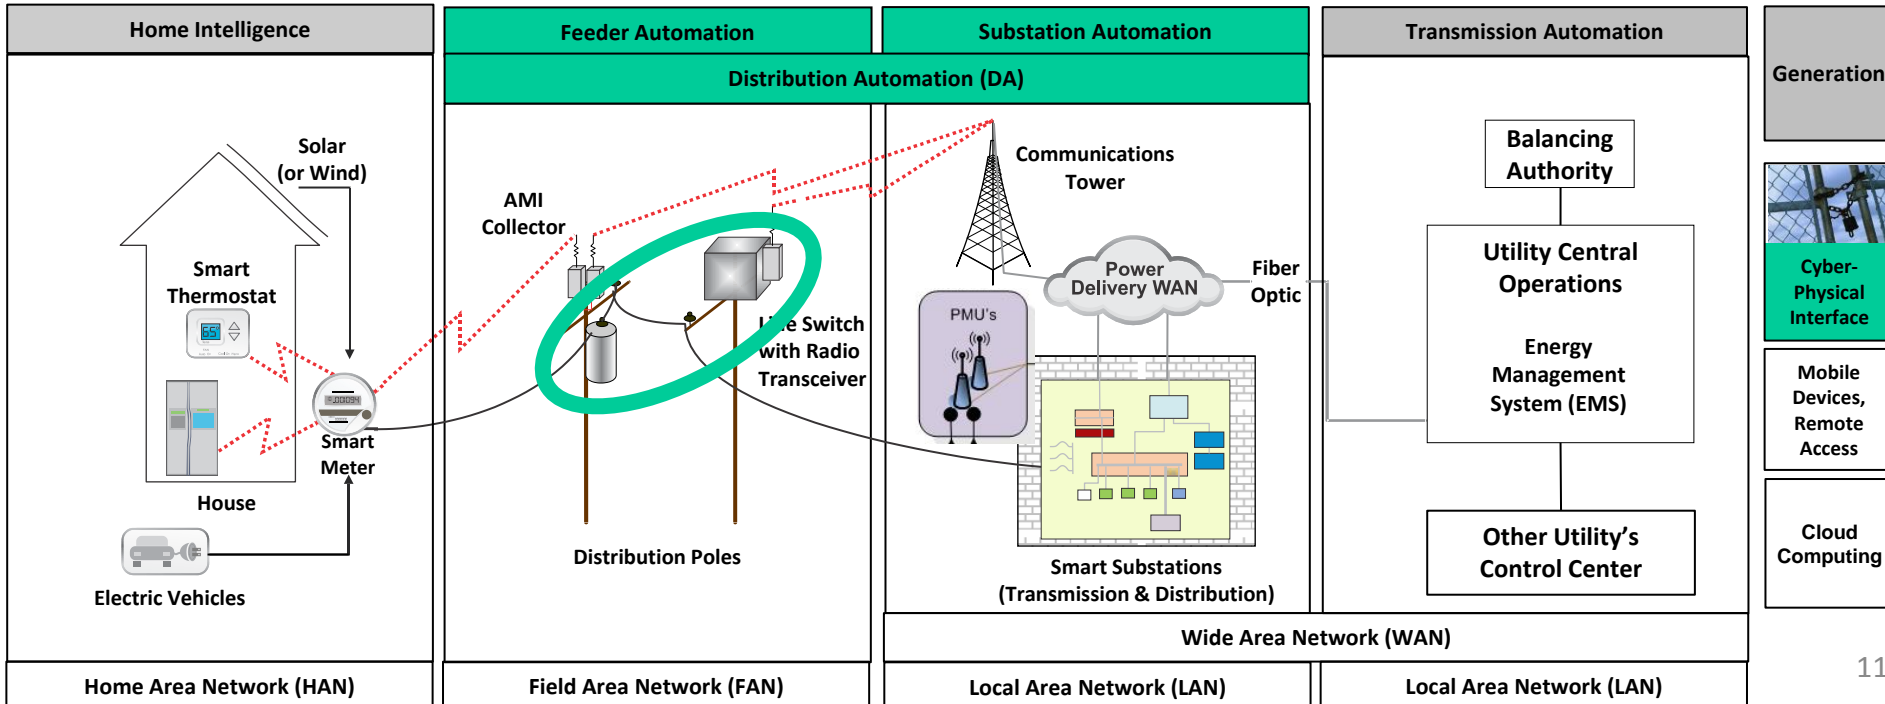 Home Intelligence
Feeder Automation
Substation Automation
Transmission Automation
Generation
Distribution Automation (DA)
Solar
(or Wind)
Smart
Thermostat
65°
Smart
Meter
House
Electric Vehicles
AMI
Collector
Line Switch
with Radio
Transceiver
Distribution Poles
Communications
Tower
Power
Delivery WAN
Fiber
Optic
PMU's
Smart Substations
(Transmission & Distribution)
Balancing
Authority
Utility Central
Operations
Energy
Management
System (EMS)
Other Utility’s
Control Center
Cyber-
Physical
Interface
Mobile
Devices,
Remote
Access
Cloud
Computing
Wide Area Network (WAN)
Home Area Network (HAN)
Field Area Network (FAN)
Local Area Network (LAN)
Local Area Network (LAN)
11